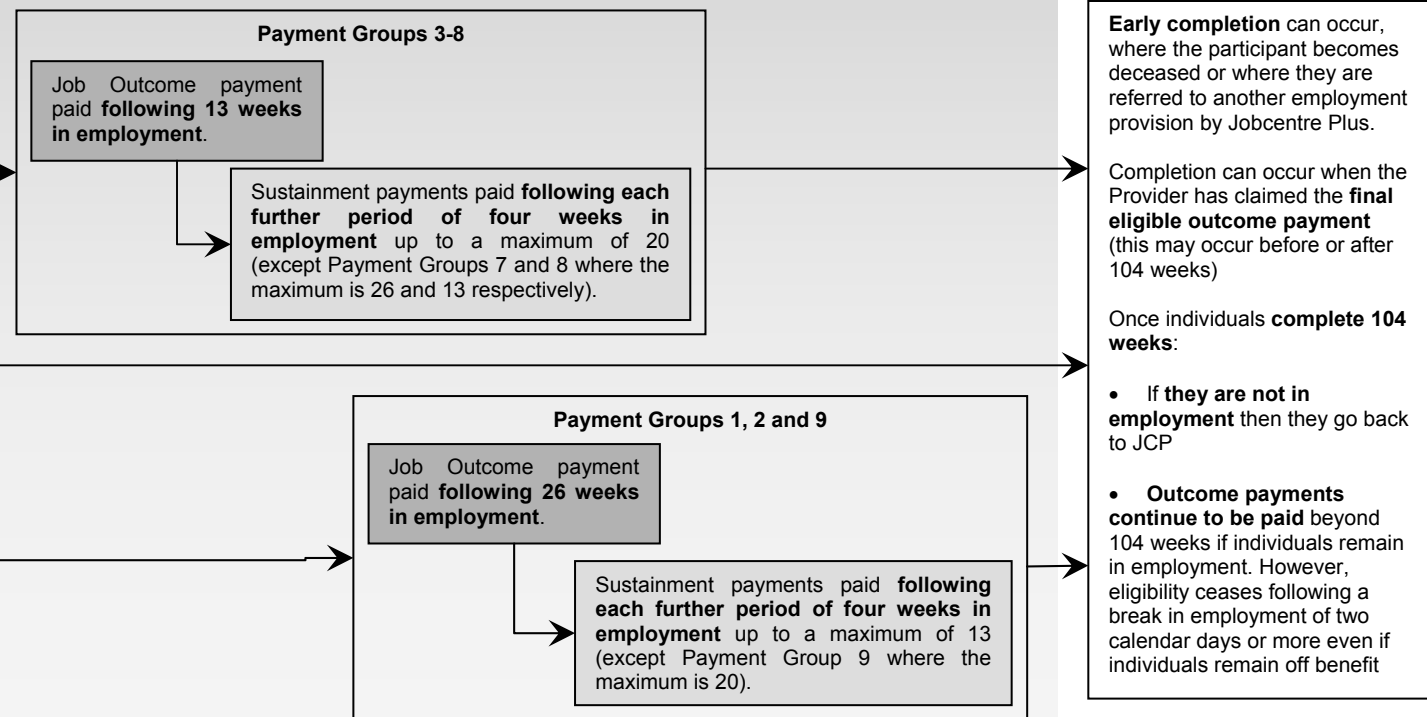 Payment Groups 3-8
Job Outcome payment
paid following 13 weeks
in employment.
Sustainment payments paid following each
further period of four weeks in
employment up to a maximum of 20
(except Payment Groups 7 and 8 where the
maximum is 26 and 13 respectively).
Payment Groups 1, 2 and 9
Job Outcome payment
paid following 26 weeks
in employment.
Sustainment payments paid following
each further period of four weeks in
employment up to a maximum of 13
(except Payment Group 9 where the
maximum is 20).
Early completion can occur,
where the participant becomes
deceased or where they are
referred to another employment
provision by Jobcentre Plus.
Completion can occur when the
Provider has claimed the final
eligible outcome payment
(this may occur before or after
104 weeks)
Once individuals complete 104
weeks:
• If they are not in
employment then they go back
to JCP
• Outcome payments
continue to be paid beyond
104 weeks if individuals remain
in employment. However,
eligibility ceases following a
break in employment of two
calendar days or more even if
individuals remain off benefit